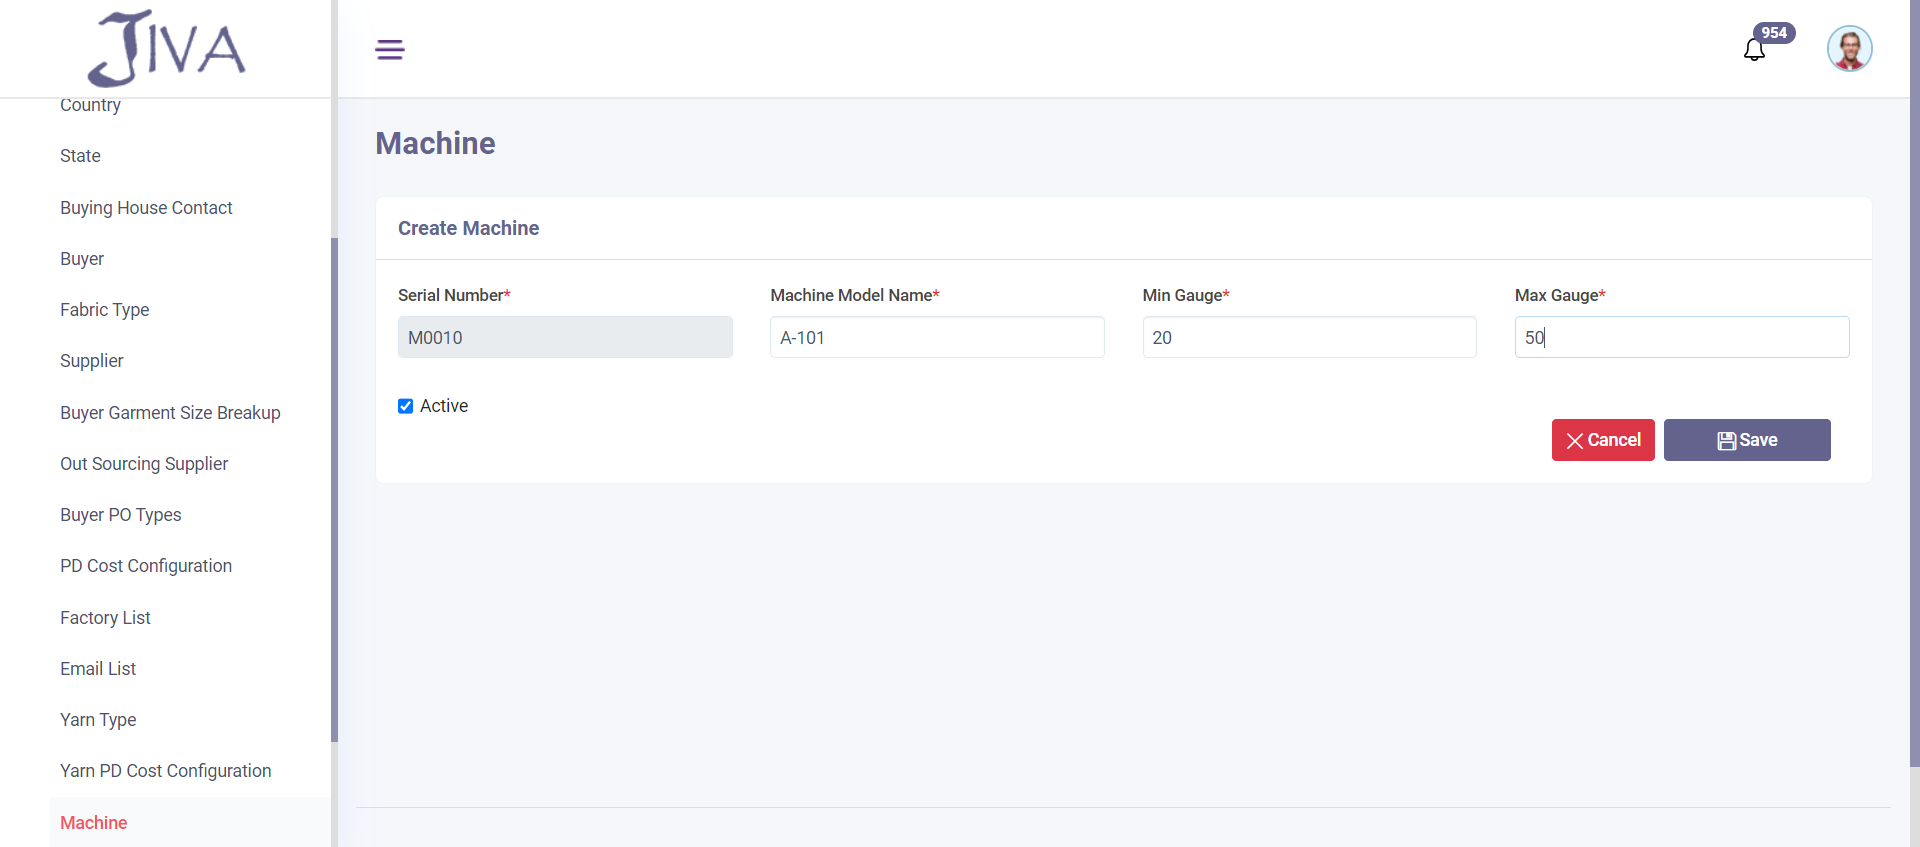 JIVA
954
Country
State
Buying House Contact
Buyer
Fabric Type
Supplier
Buyer Garment Size Breakup
Out Sourcing Supplier
Buyer PO Types
PD Cost Configuration
Factory List
Email List
Yarn Type
Yarn PD Cost Configuration
Machine
Machine
Create Machine
Serial Number* Machine Model Name* Min Gauge* Max Gauge*
M0010 A-101 20 50
Active
Cancel Save